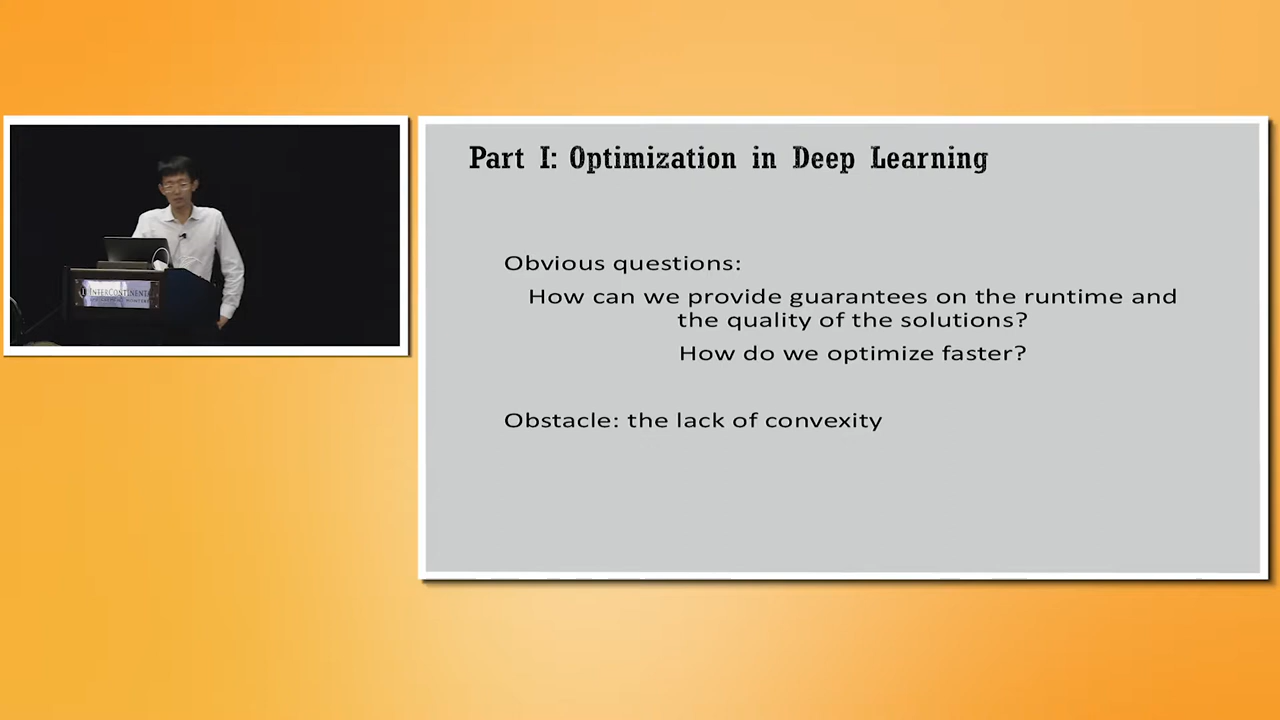 Part I: Optimization in Deep Learning
Obvious questions:
How can we provide guarantees on the runtime and
the quality of the solutions?
How do we optimize faster?
Obstacle: the lack of convexity
INTERCONTINENTAL